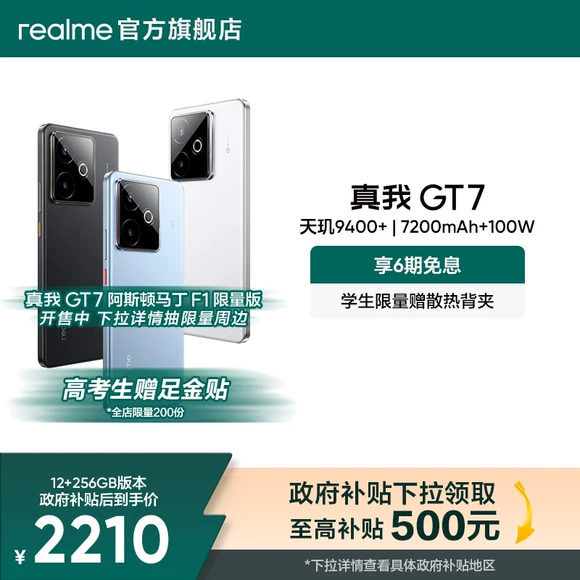 realme官方旗舰店
真我 GT7
天玑9400+ | 7200mAh+100W
享6期免息
学生限量赠散热背夹
真我 GT7 阿斯顿马丁 F1 限量版
开售中 下拉详情抽限量周边
高考生赠足金贴
*全店限量200份
realme
12+256GB版本
政府补贴后到手价
¥2210
政府补贴下拉领取
至高补贴 500元
*下拉详情查看具体政府补贴地区